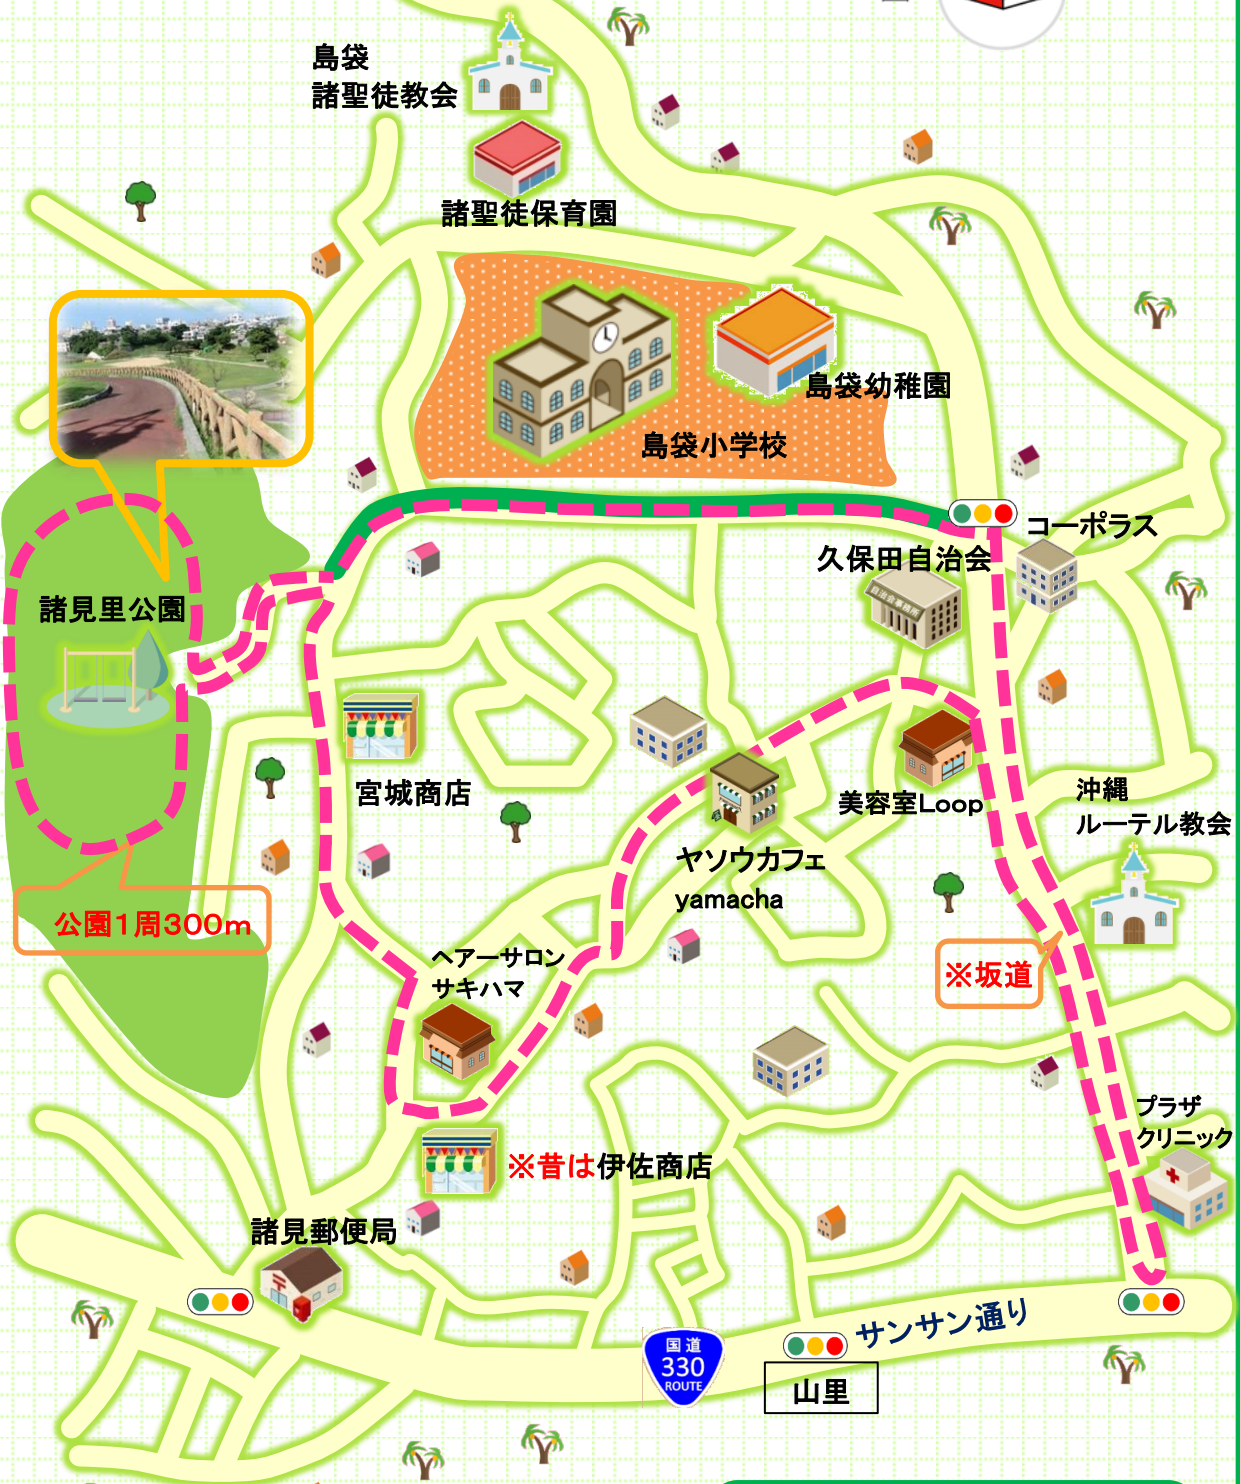 島袋
諸聖徒教会
諸聖徒保育園
島袋幼稚園
島袋小学校
コーポラス
久保田自治会
自治会事務所
諸見里公園
宮城商店
美容室Loop
沖縄
ルーテル教会
ヤソウカフェ
yamacha
公園1周300m
ヘアーサロン
サキハマ
※坂道
プラザ
クリニック
※昔は伊佐商店
諸見郵便局
サンサン通り
国道
330
ROUTE
山里